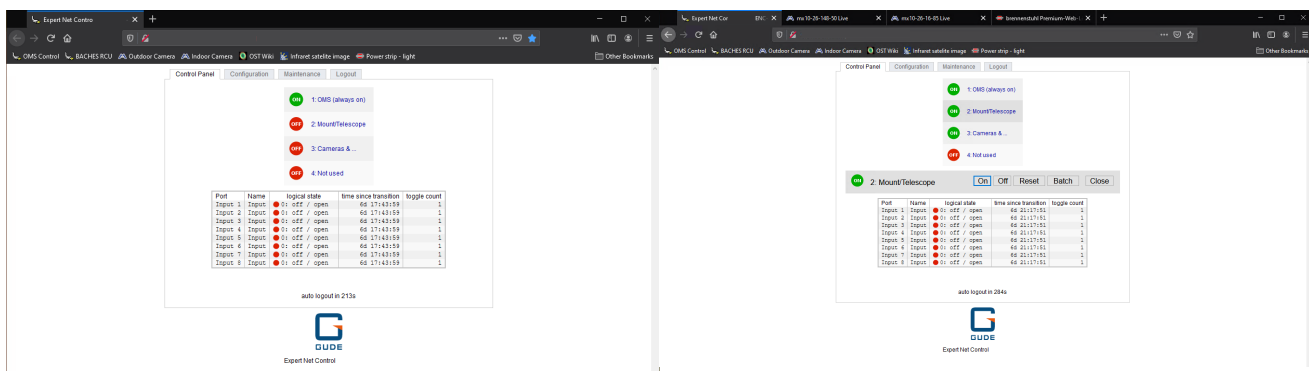 Expert Net Contro
OMS Control BACHES RCU Outdoor Camera Indoor Camera OST Wiki Infraret satelite image Power strip - light Other Bookmarks
Control Panel Configuration Maintenance Logout
ON 1: OMS (always on)
OFF 2: Mount/Telescope
OFF 3: Cameras & ..
OFF 4: Not used
Port Name logical state time since transition toggle count
Input 1 Input 0: off / open 6d 17:43:59 1
Input 2 Input 0: off / open 6d 17:43:59 1
Input 3 Input 0: off / open 6d 17:43:59 1
Input 4 Input 0: off / open 6d 17:43:59 1
Input 5 Input 0: off / open 6d 17:43:59 1
Input 6 Input 0: off / open 6d 17:43:59 1
Input 7 Input 0: off / open 6d 17:43:59 1
Input 8 Input 0: off / open 6d 17:43:59 1
auto logout in 213s
GUDE
Expert Net Control
Expert Net Cor ENC mx10-26-148-50 Live mx10-26-16-85 Live brennenstuhl Premium-Web-
OMS Control BACHES RCU Outdoor Camera Indoor Camera OST Wiki Infraret satelite image Power strip - light Other Bookmarks
Control Panel Configuration Maintenance Logout
ON 1: OMS (always on)
ON 2: Mount/Telescope
ON 3: Cameras & ..
OFF 4: Not used
ON 2: Mount/Telescope On Off Reset Batch Close
Port Name logical state time since transition toggle count
Input 1 Input 0: off / open 6d 21:17:51 1
Input 2 Input 0: off / open 6d 21:17:51 1
Input 3 Input 0: off / open 6d 21:17:51 1
Input 4 Input 0: off / open 6d 21:17:51 1
Input 5 Input 0: off / open 6d 21:17:51 1
Input 6 Input 0: off / open 6d 21:17:51 1
Input 7 Input 0: off / open 6d 21:17:51 1
Input 8 Input 0: off / open 6d 21:17:51 1
auto logout in 284s
GUDE
Expert Net Control